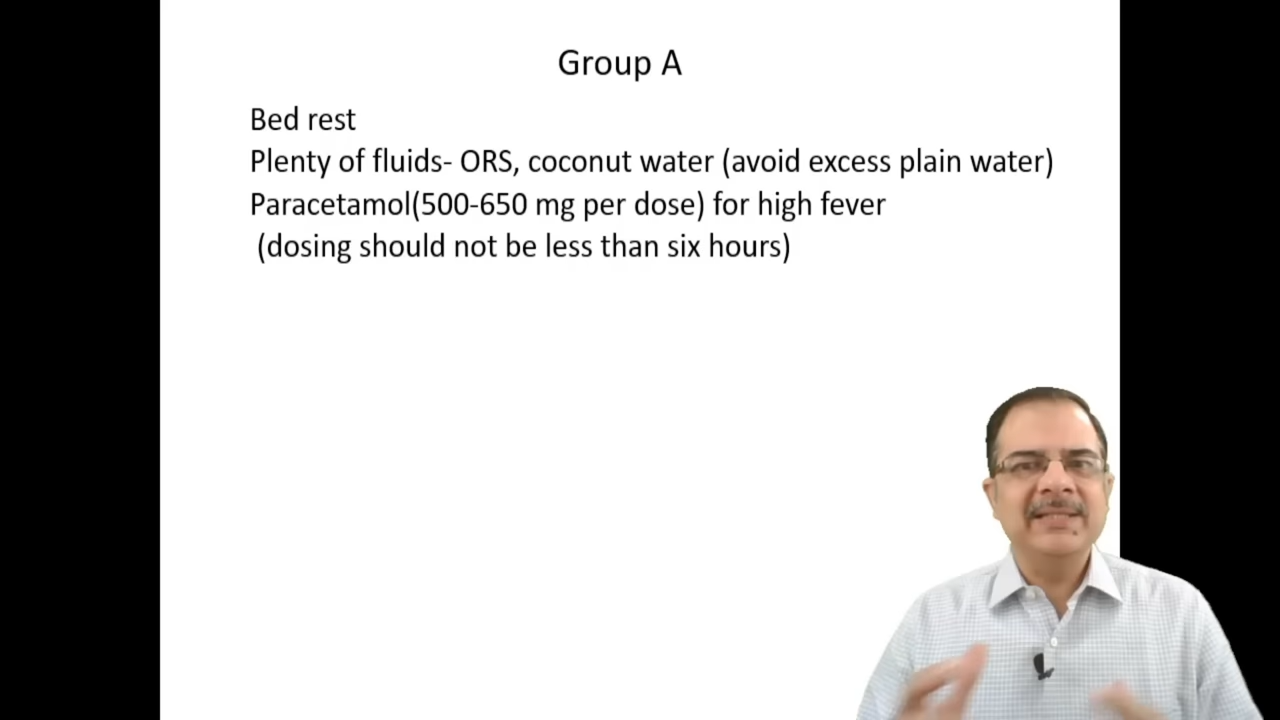 Group A
Bed rest
Plenty of fluids- ORS, coconut water (avoid excess plain water)
Paracetamol(500-650 mg per dose) for high fever
(dosing should not be less than six hours)